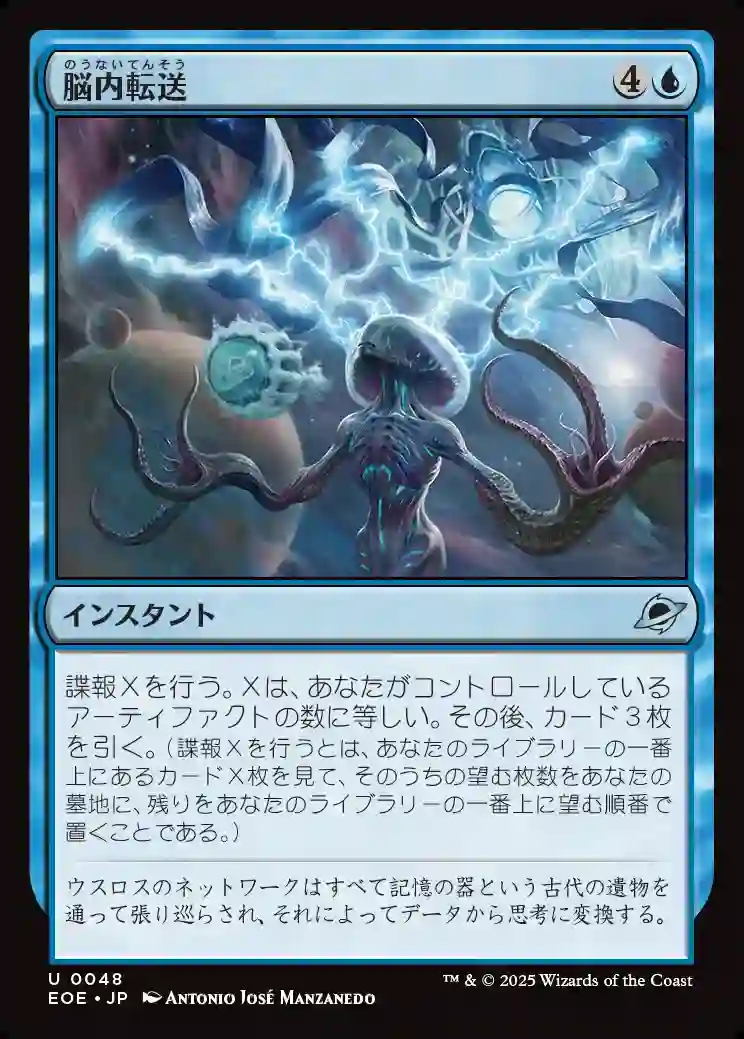 のうないてんそう
脳内転送
4
インスタント
諜報Xを行う。Xは、あなたがコントロールしている
アーティファクトの数に等しい。その後、カード３枚
を引く。（諜報Xを行うとは、あなたのライブラリーの一番
上にあるカードX枚を見て、そのうちの望む枚数をあなたの
墓地に、残りをあなたのライブラリーの一番上に望む順番で
置くことである。）
ウスロスのネットワークはすべて記憶の器という古代の遺物を
通って張り巡らされ、それによってデータから思考に変換する。
U 0048
EOE • JP ANTONIO JOSÉ MANZANEDO
™ & © 2025 Wizards of the Coast